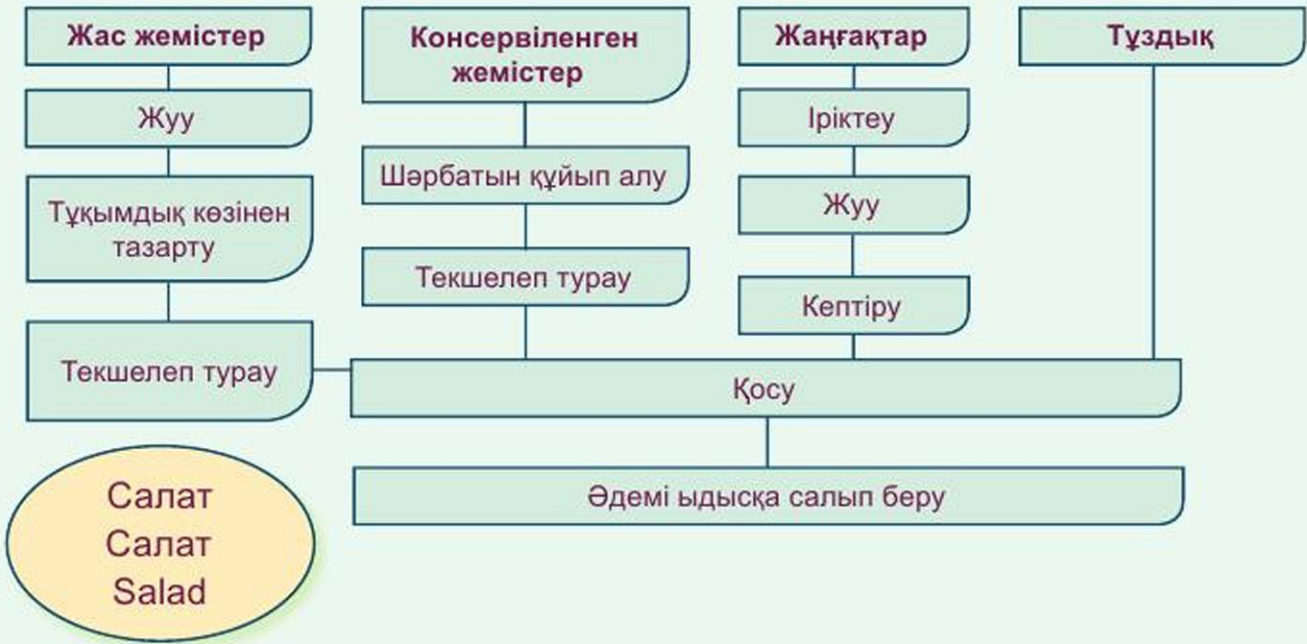 Жас жемістер
Жуу
Тұқымдық көзінен
тазарту
Текшелеп турау
Консервіленген
жемістер
Шәрбатын құйып алу
Текшелеп турау
Жаңғақтар
Іріктеу
Жуу
Кептіру
Тұздық
Қосу
Әдемі ыдысқа салып беру
Салат
Салат
Salad